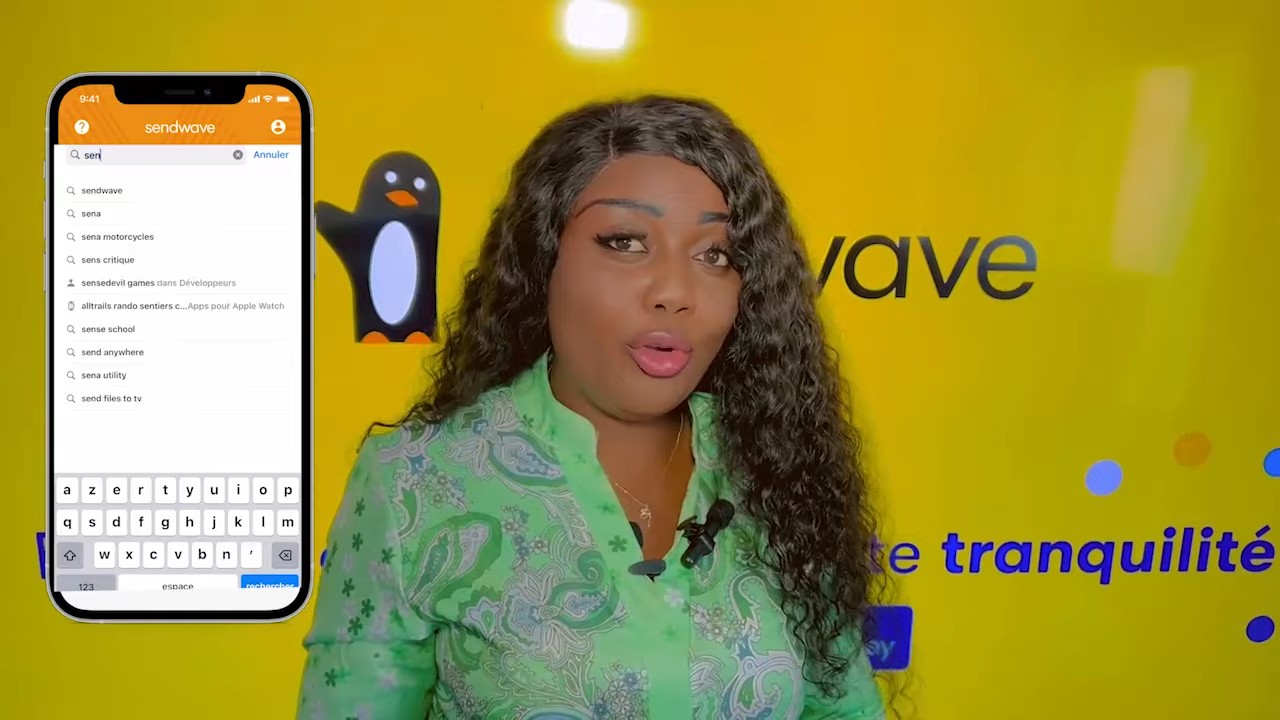 9:41
sendwave
sen
Annuler
sendwave
sena
sena motorcycles
sens critique
sensedevil games dans Développeurs
alltrails rando sentiers c...Apps pour Apple Watch
sense school
send anywhere
sena utility
send files to tv
a z e r t y u i o p
q s d f g h j k l m
w x c v b n ′
123 espace rechercher
wave
tranquilité